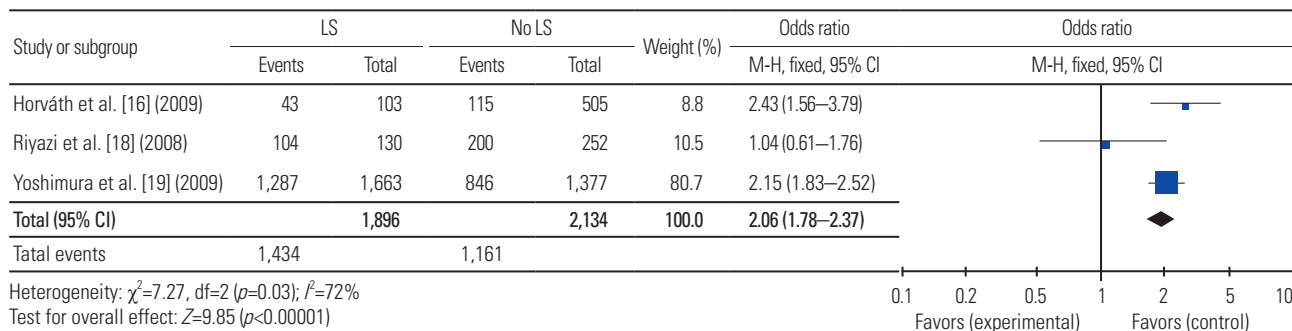 LS No LS Odds ratio Odds ratio
Study or subgroup Weight (%)
Events Total Events Total M-H, fixed, 95% CI M-H, fixed, 95% CI
Horváth et al. [16] (2009) 43 103 115 505 8.8 2.43 (1.56–3.79)
Riyazi et al. [18] (2008) 104 130 200 252 10.5 1.04 (0.61–1.76)
Yoshimura et al. [19] (2009) 1,287 1,663 846 1,377 80.7 2.15 (1.83–2.52)
Total (95% CI) 1,896 2,134 100.0 2.06 (1.78–2.37)
Tatal events 1,434 1,161
Heterogeneity: χ²=7.27, df=2 (p=0.03); I²=72%
0.1 0.2 0.5 1 2 5 10
Test for overall effect: Z=9.85 (p<0.00001)
Favors (experimental) Favors (control)